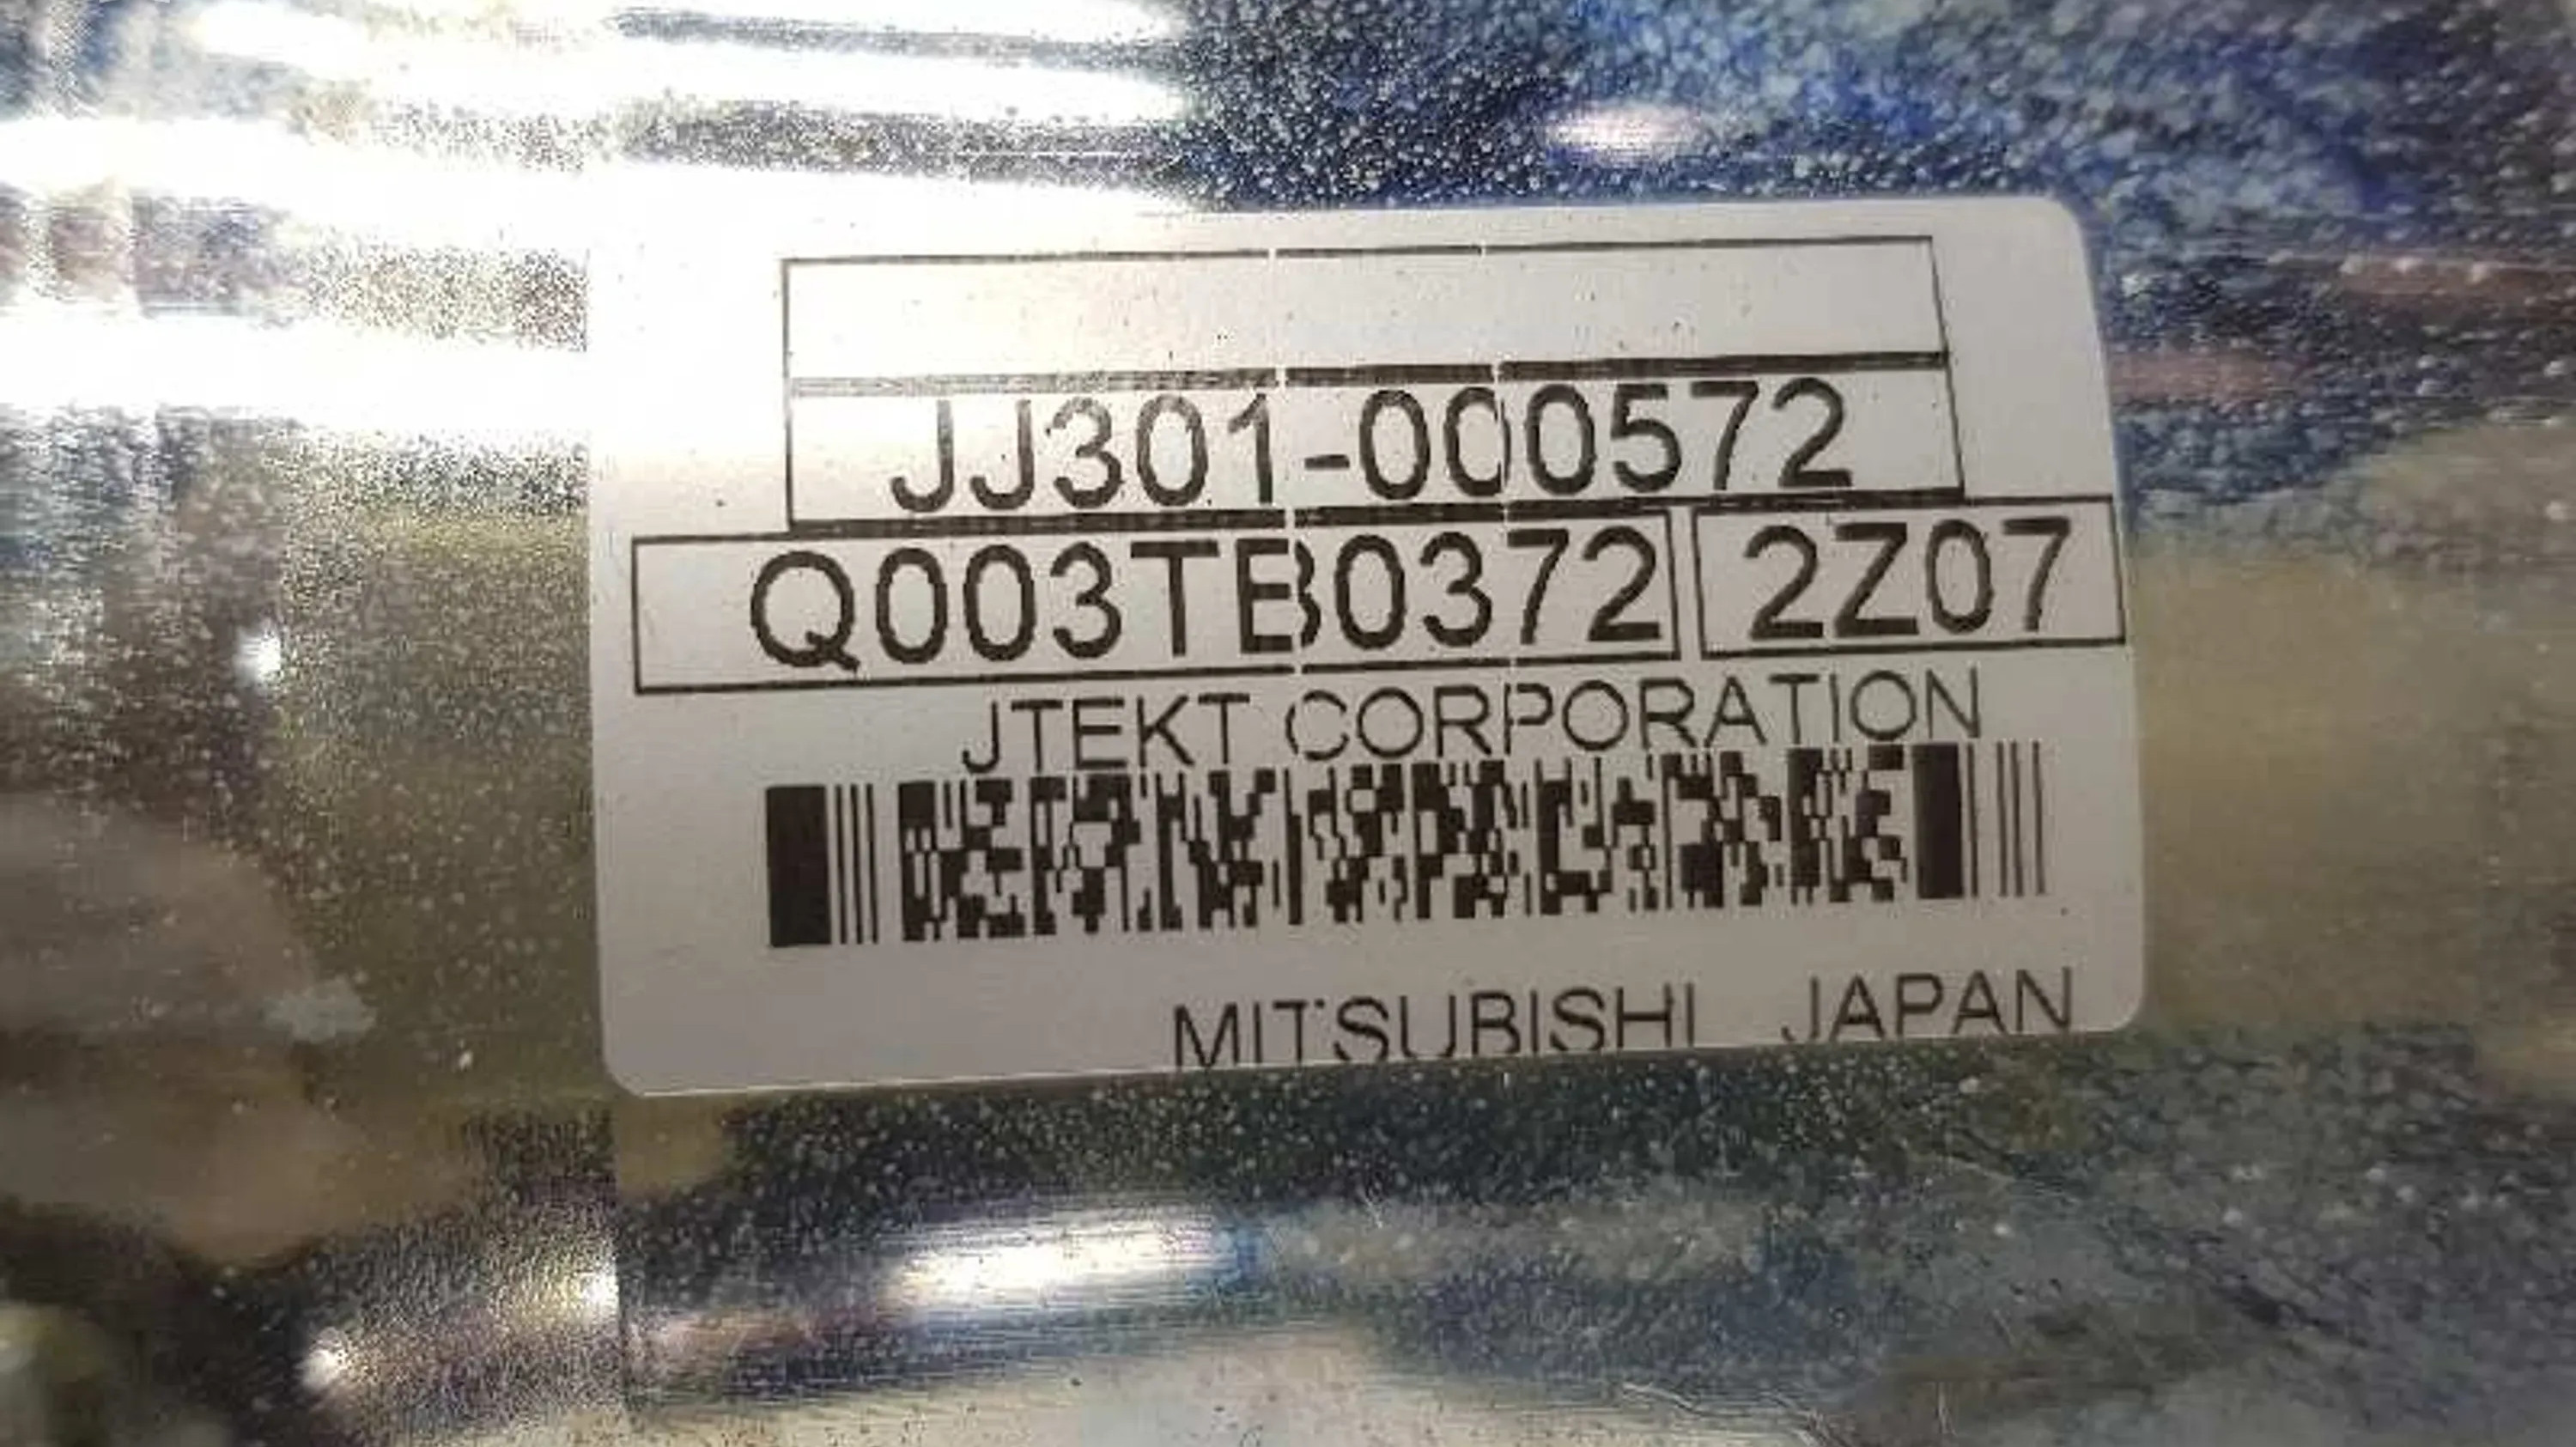 JJ301-000572
Q003TB0372 2Z07
JTEKT CORPORATION
MITSUBISHI JAPAN